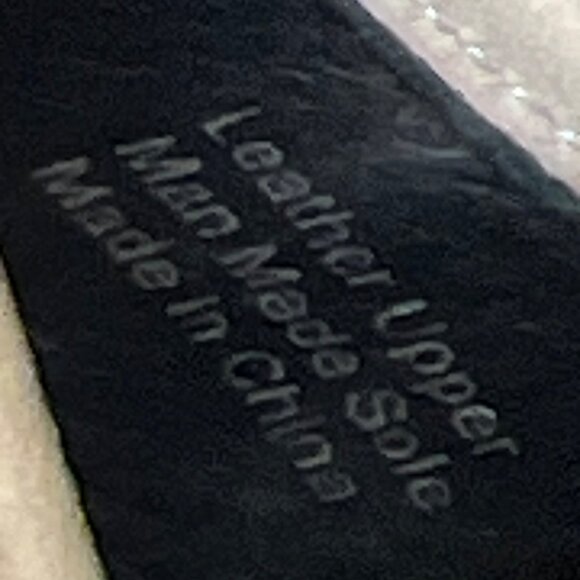 Leather Upper
Man Made Sole
Made In China